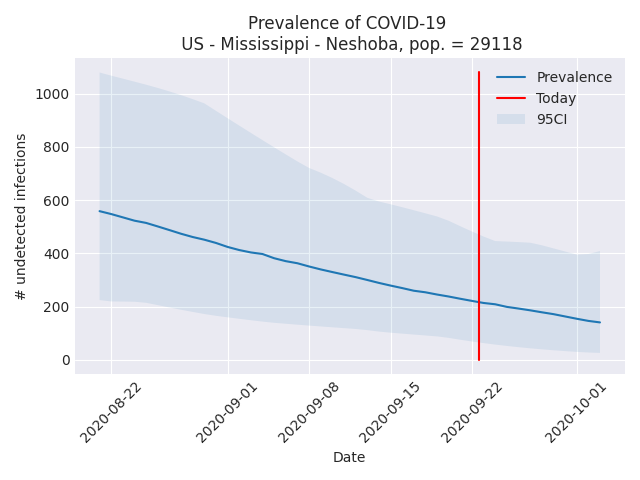 Prevalence of COVID-19
US - Mississippi - Neshoba, pop. = 29118
Prevalence
Today
95CI
# undetected infections
1000
800
600
400
200
0
2020-08-22
2020-09-01
2020-09-08
2020-09-15
2020-09-22
2020-10-01
Date